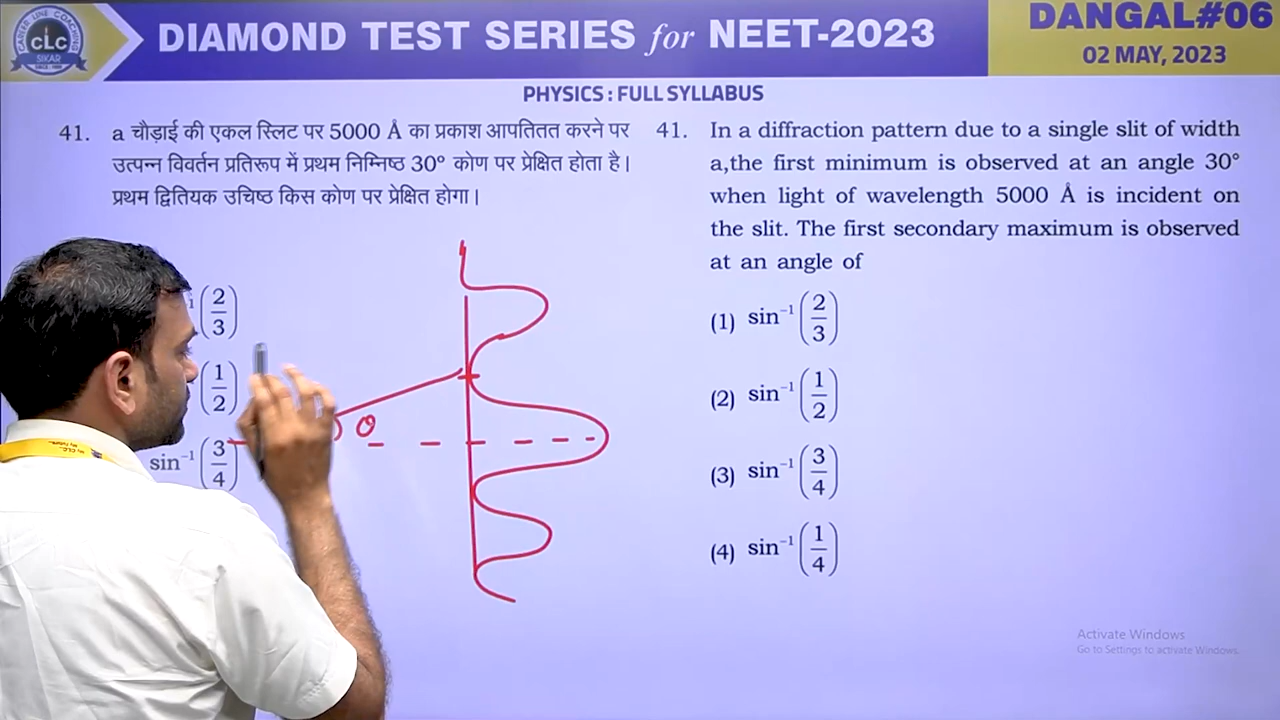 CAREER LINE COACHING
CLC
SIKAR
DIAMOND TEST SERIES for NEET-2023
DANGAL#06
02 MAY, 2023
PHYSICS : FULL SYLLABUS
41. a चौड़ाई की एकल स्लिट पर 5000 Å का प्रकाश आपतितत करने पर
उत्पन्न विवर्तन प्रतिरूप में प्रथम निम्निष्ठ 30° कोण पर प्रेक्षित होता है।
प्रथम द्वितियक उचिष्ठ किस कोण पर प्रेक्षित होगा।
(2/3)
(1/2)
sin⁻¹ (3/4)
θ
41. In a diffraction pattern due to a single slit of width
a,the first minimum is observed at an angle 30°
when light of wavelength 5000 Å is incident on
the slit. The first secondary maximum is observed
at an angle of
(1) sin⁻¹ (2/3)
(2) sin⁻¹ (1/2)
(3) sin⁻¹ (3/4)
(4) sin⁻¹ (1/4)
Activate Windows
Go to Settings to activate Windows.